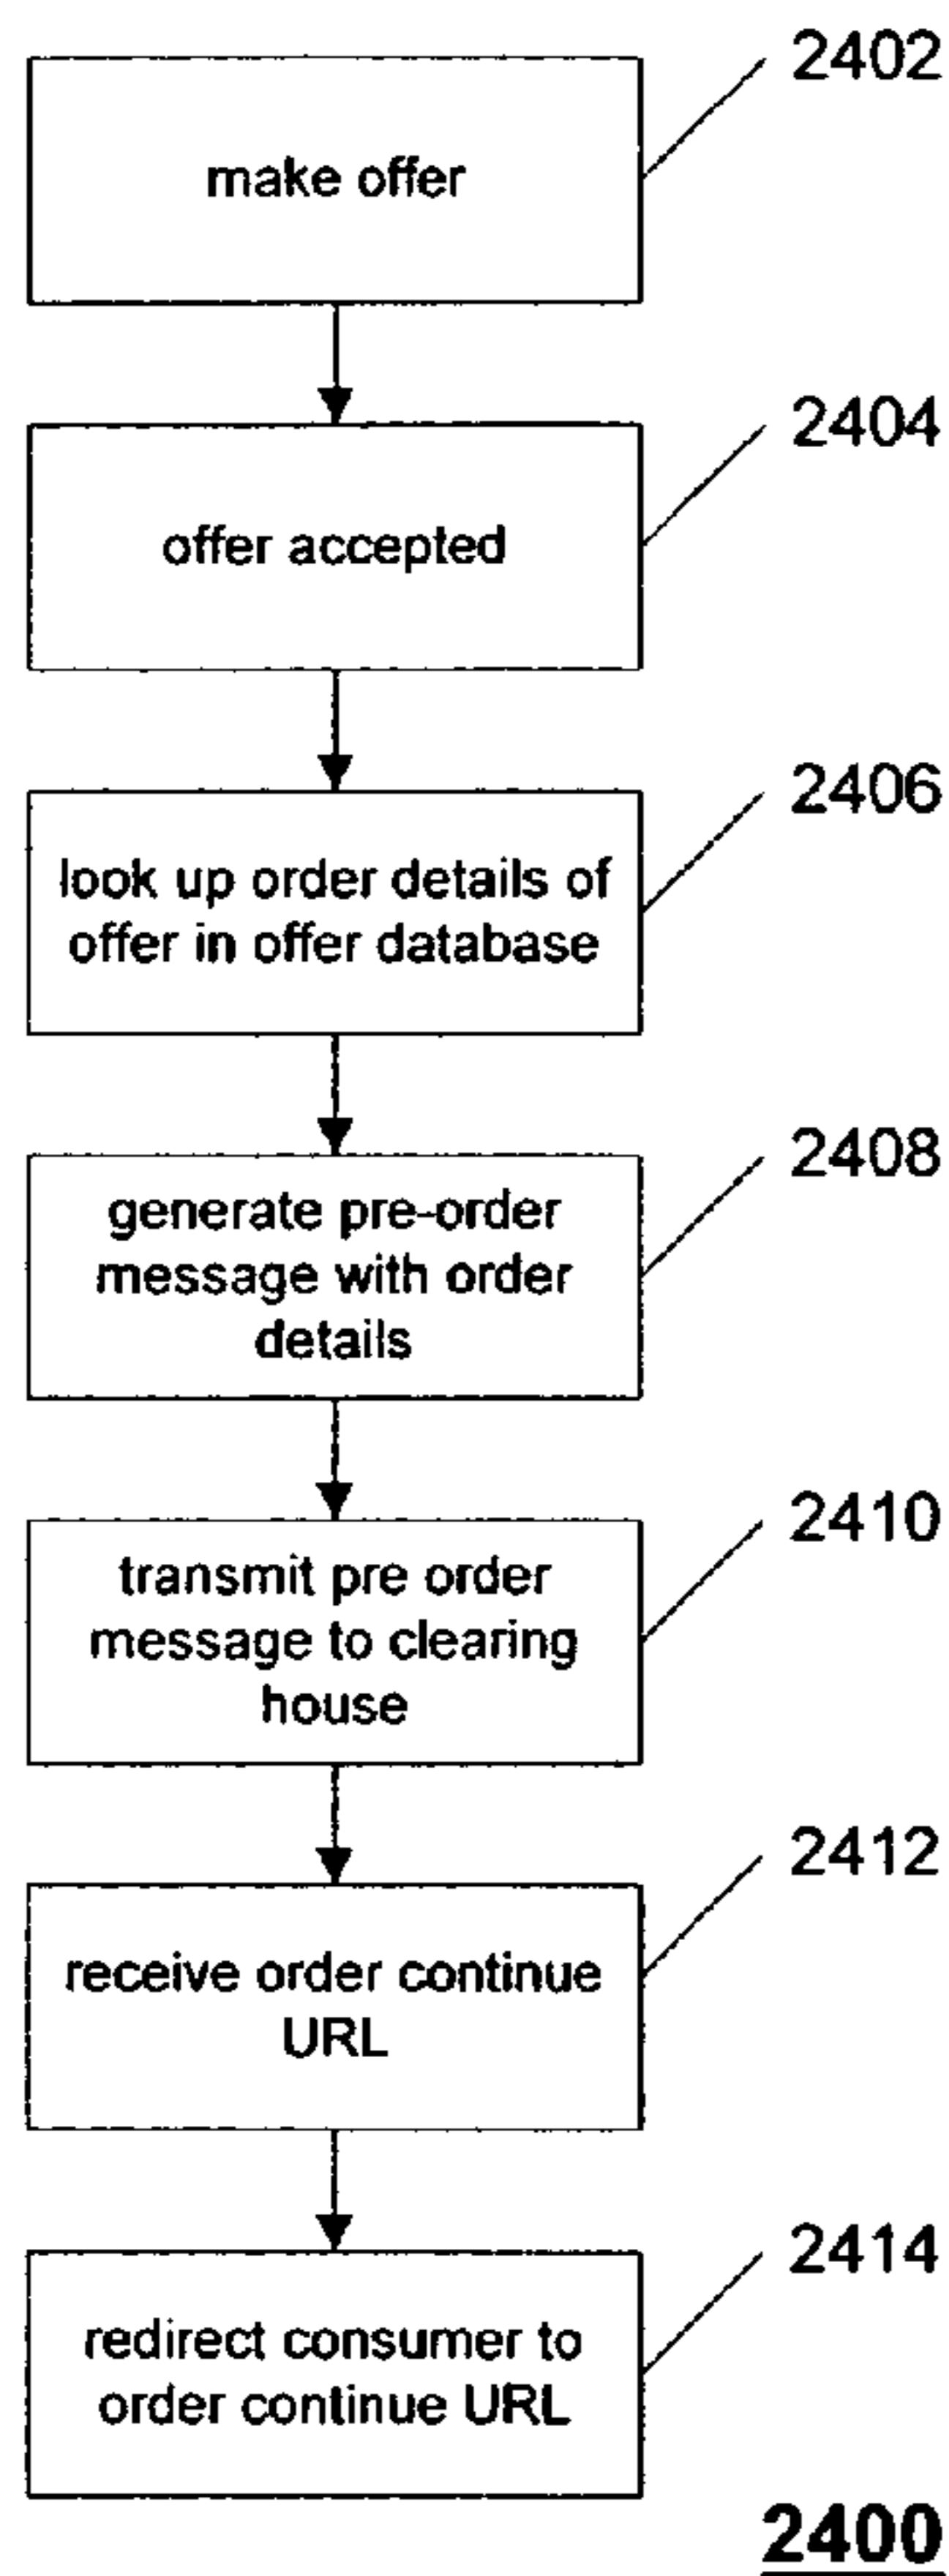 2402
make offer
2404
offer accepted
2406
look up order details of
offer in offer database
2408
generate pre-order
message with order
details
2410
transmit pre order
message to clearing
house
2412
receive order continue
URL
2414
redirect consumer to
order continue URL
2400